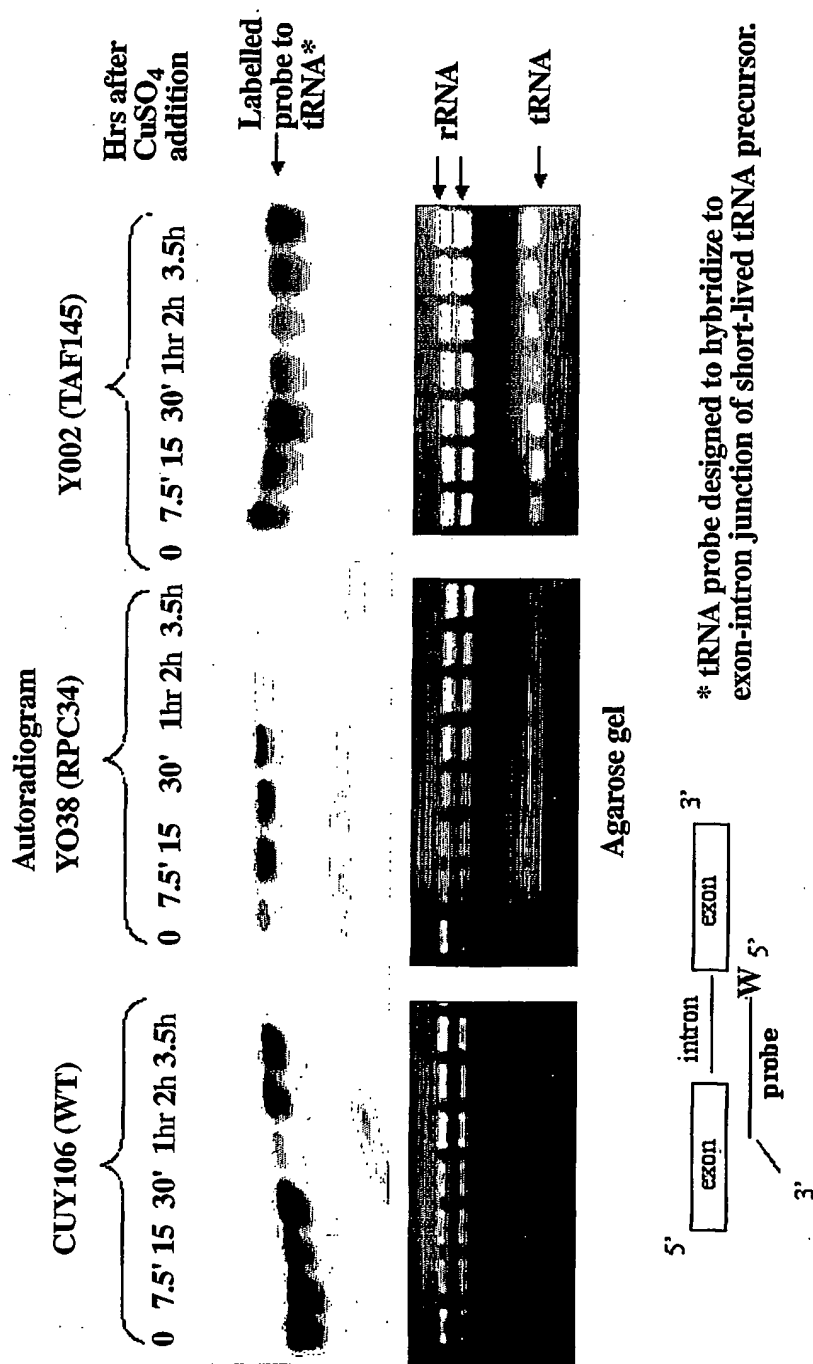 Autoradiogram
CUY106 (WT)
YO38 (RPC34)
Y002 (TAF145)
Hrs after
CuSO4
addition
0 7.5' 15 30' 1hr 2h 3.5h
0 7.5' 15 30' 1hr 2h 3.5h
0 7.5' 15 30' 1hr 2h 3.5h
Labelled
probe to
tRNA*
rRNA
tRNA
Agarose gel
5'
exon
intron
exon
3'
3'
probe
W 5'
* tRNA probe designed to hybridize to
exon-intron junction of short-lived tRNA precursor.